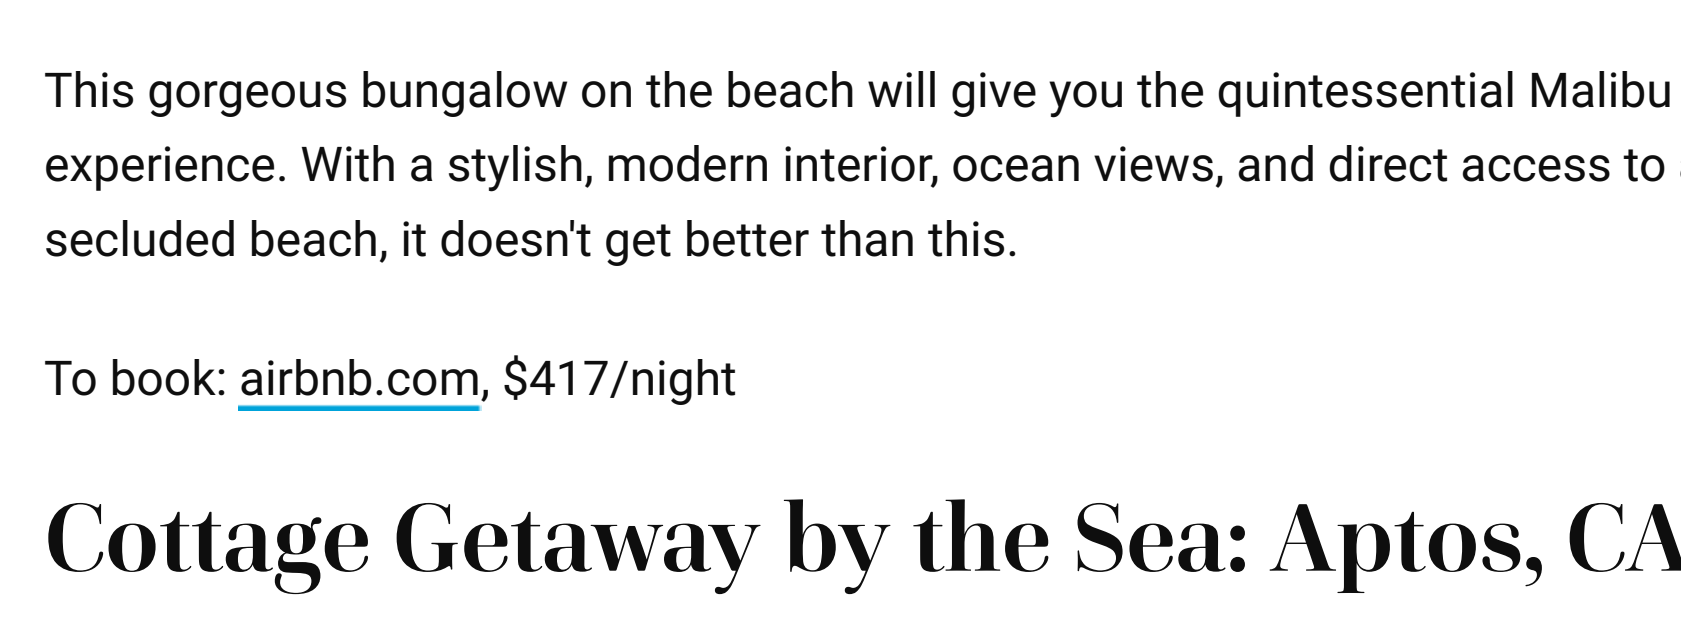 This gorgeous bungalow on the beach will give you the quintessential Malibu
experience. With a stylish, modern interior, ocean views, and direct access to
secluded beach, it doesn't get better than this.
To book: airbnb.com, $417/night
Cottage Getaway by the Sea: Aptos, CA